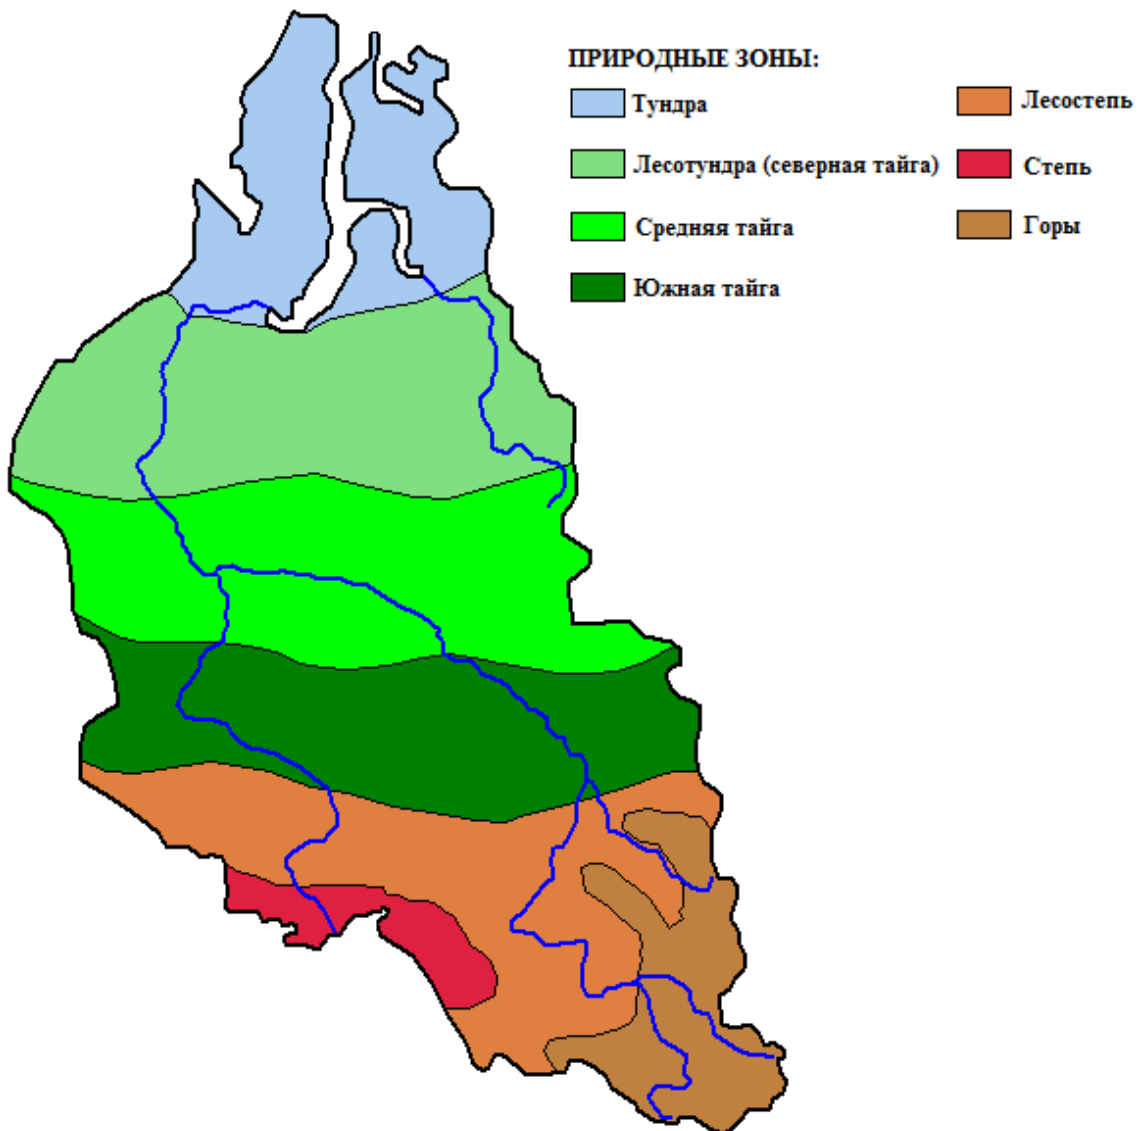 ПРИРОДНЫЕ ЗОНЫ:
Тундра
Лесотундра (северная тайга)
Средняя тайга
Южная тайга
Лесостепь
Степь
Горы